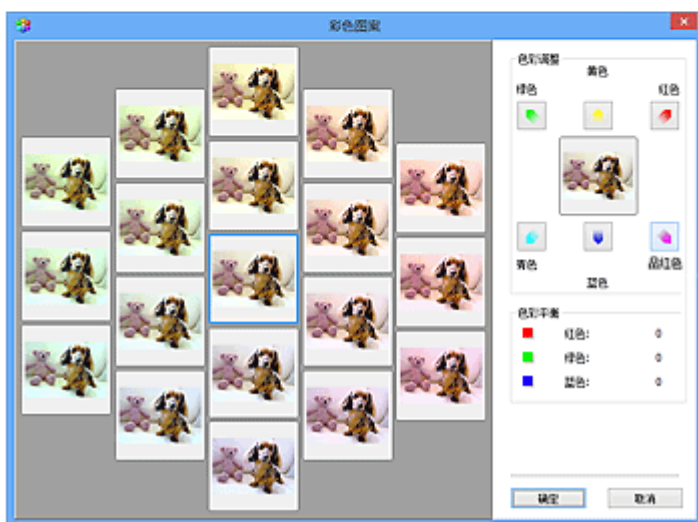 彩色图案
色彩调整
黄色
绿色 红色
青色 品红色
蓝色
色彩平衡
红色: 0
绿色: 0
蓝色: 0
确定 取消